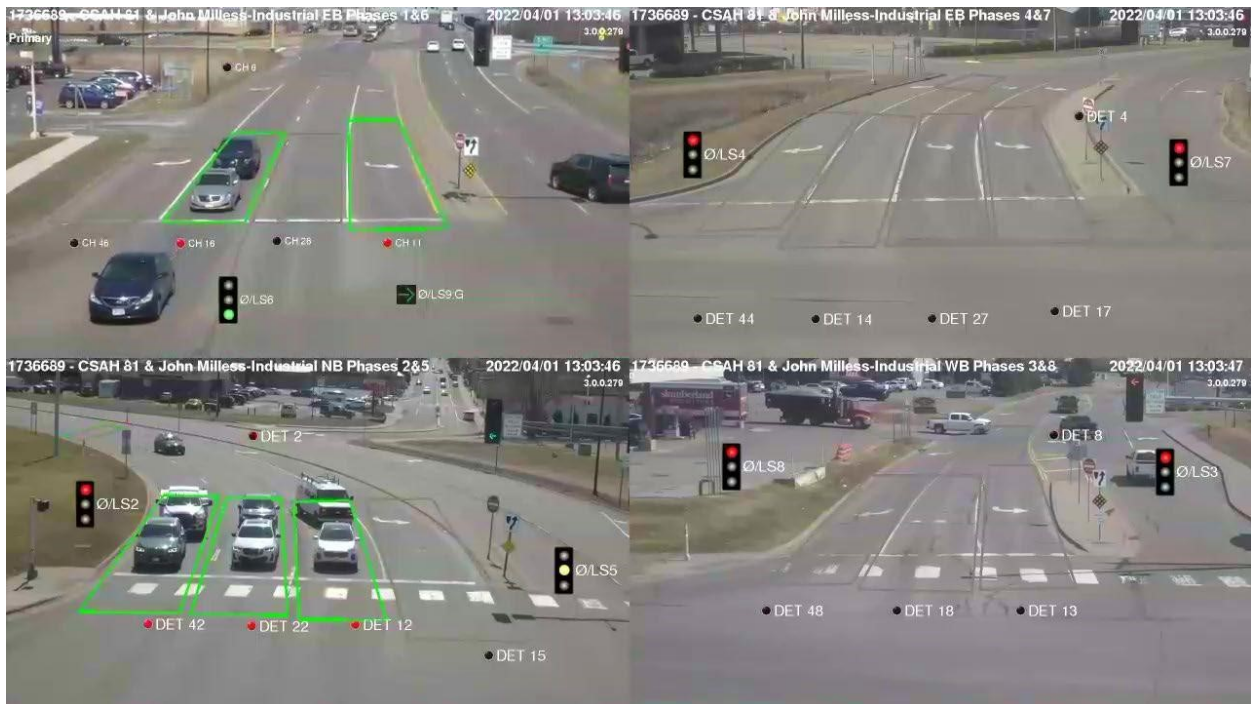 1736689 - CSAH 81 & John Milless-Industrial EB Phases 1&6
2022/04/01 13:03:46
3.0.0.279
Primary
CH 6
CH 46
CH 16
CH 26
CH 11
Ø/LS6
Ø/LS9:G
1736689 - CSAH 81 & John Milless-Industrial EB Phases 4&7
2022/04/01 13:03:46
3.0.0.279
DET 4
Ø/LS4
Ø/LS7
DET 44
DET 14
DET 27
DET 17
1736689 - CSAH 81 & John Milless-Industrial NB Phases 2&5
2022/04/01 13:03:46
3.0.0.279
DET 2
Ø/LS2
Ø/LS5
DET 42
DET 22
DET 12
DET 15
1736689 - CSAH 81 & John Milless-Industrial WB Phases 3&8
2022/04/01 13:03:47
3.0.0.279
slumberland
DET 8
Ø/LS8
Ø/LS3
DET 48
DET 18
DET 13